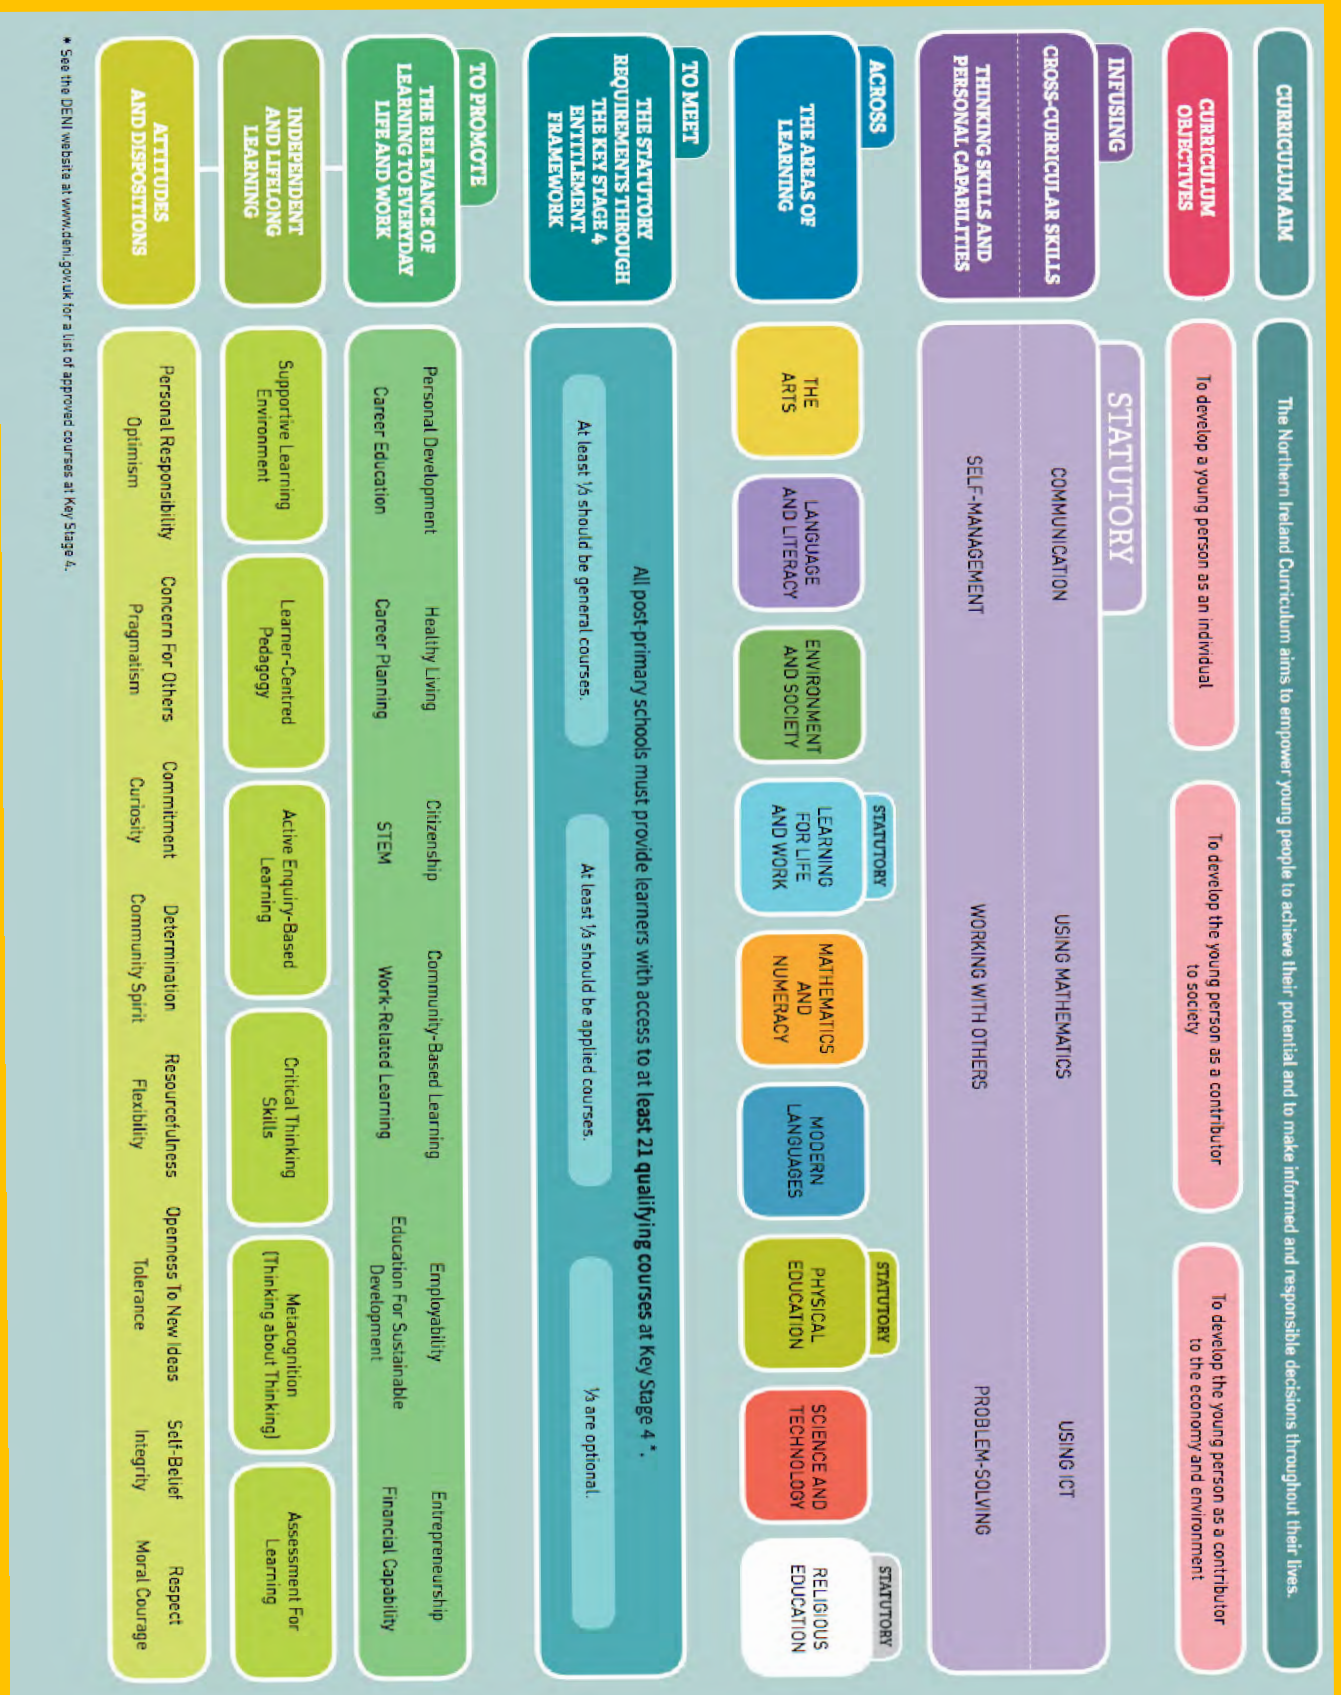 CURRICULUM AIM
The Northern Ireland Curriculum aims to empower young people to achieve their potential and to make informed and responsible decisions throughout their lives.
CURRICULUM
OBJECTIVES
To develop a young person as an individual
To develop the young person as a contributor
to society
To develop the young person as a contributor
to the economy and environment
INFUSING
STATUTORY
CROSS-CURRICULAR SKILLS
COMMUNICATION
USING MATHEMATICS
USING ICT
THINKING SKILLS AND
PERSONAL CAPABILITIES
SELF-MANAGEMENT
WORKING WITH OTHERS
PROBLEM-SOLVING
ACROSS
THE AREAS OF
LEARNING
THE
ARTS
LANGUAGE
AND LITERACY
ENVIRONMENT
AND SOCIETY
STATUTORY
LEARNING
FOR LIFE
AND WORK
MATHEMATICS
AND
NUMERACY
MODERN
LANGUAGES
STATUTORY
PHYSICAL
EDUCATION
SCIENCE AND
TECHNOLOGY
STATUTORY
RELIGIOUS
EDUCATION
TO MEET
THE STATUTORY
REQUIREMENTS THROUGH
THE KEY STAGE 4
ENTITLEMENT
FRAMEWORK
All post-primary schools must provide learners with access to at least 21 qualifying courses at Key Stage 4 *.
At least ⅓ should be general courses.
At least ⅓ should be applied courses.
⅓ are optional.
TO PROMOTE
THE RELEVANCE OF
LEARNING TO EVERYDAY
LIFE AND WORK
Personal Development
Healthy Living
Citizenship
Community-Based Learning
Employability
Entrepreneurship
Career Education
Career Planning
STEM
Work-Related Learning
Education For Sustainable
Development
Financial Capability
INDEPENDENT
AND LIFELONG
LEARNING
Supportive Learning
Environment
Learner-Centred
Pedagogy
Active Enquiry-Based
Learning
Critical Thinking
Skills
Metacognition
(Thinking about Thinking)
Assessment For
Learning
ATTITUDES
AND DISPOSITIONS
Personal Responsibility
Concern For Others
Commitment
Determination
Resourcefulness
Openness To New Ideas
Self-Belief
Respect
Optimism
Pragmatism
Curiosity
Community Spirit
Flexibility
Tolerance
Integrity
Moral Courage
* See the DENI website at www.deni.gov.uk for a list of approved courses at Key Stage 4.